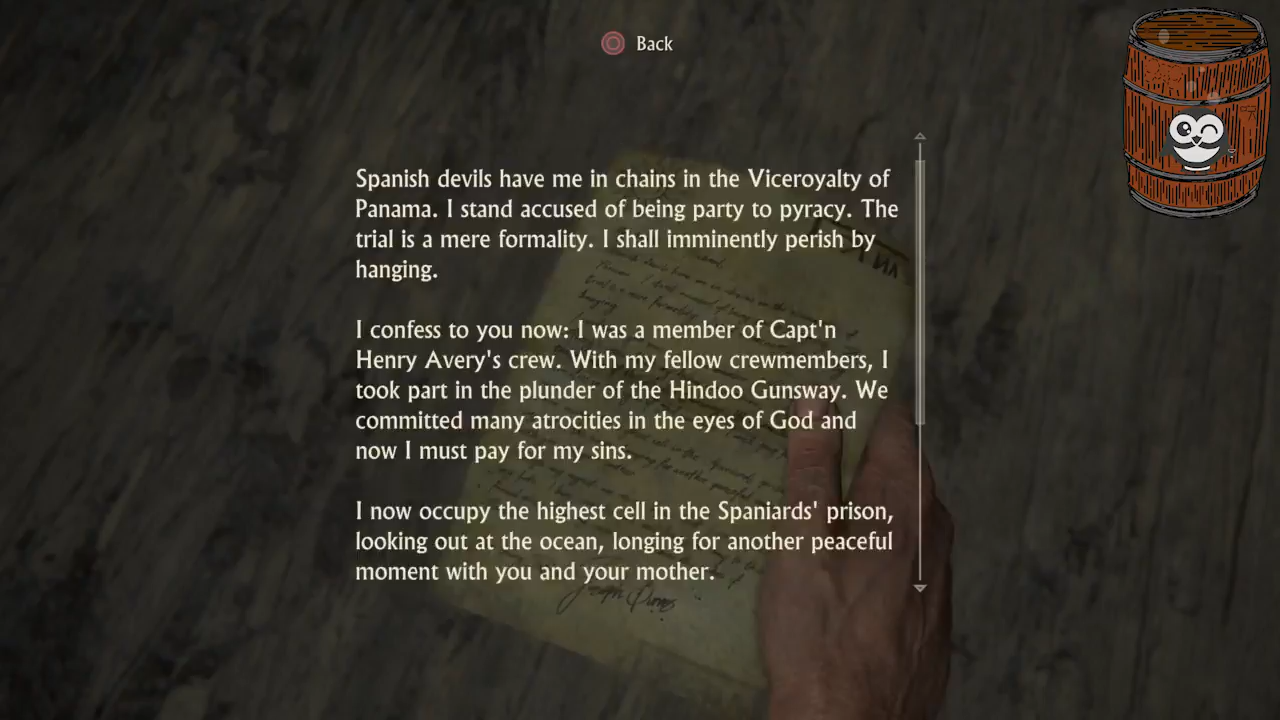 Back
Spanish devils have me in chains in the Viceroyalty of
Panama. I stand accused of being party to pyracy. The
trial is a mere formality. I shall imminently perish by
hanging.
I confess to you now: I was a member of Capt'n
Henry Avery's crew. With my fellow crewmembers, I
took part in the plunder of the Hindoo Gunsway. We
committed many atrocities in the eyes of God and
now I must pay for my sins.
I now occupy the highest cell in the Spaniards' prison,
looking out at the ocean, longing for another peaceful
moment with you and your mother.